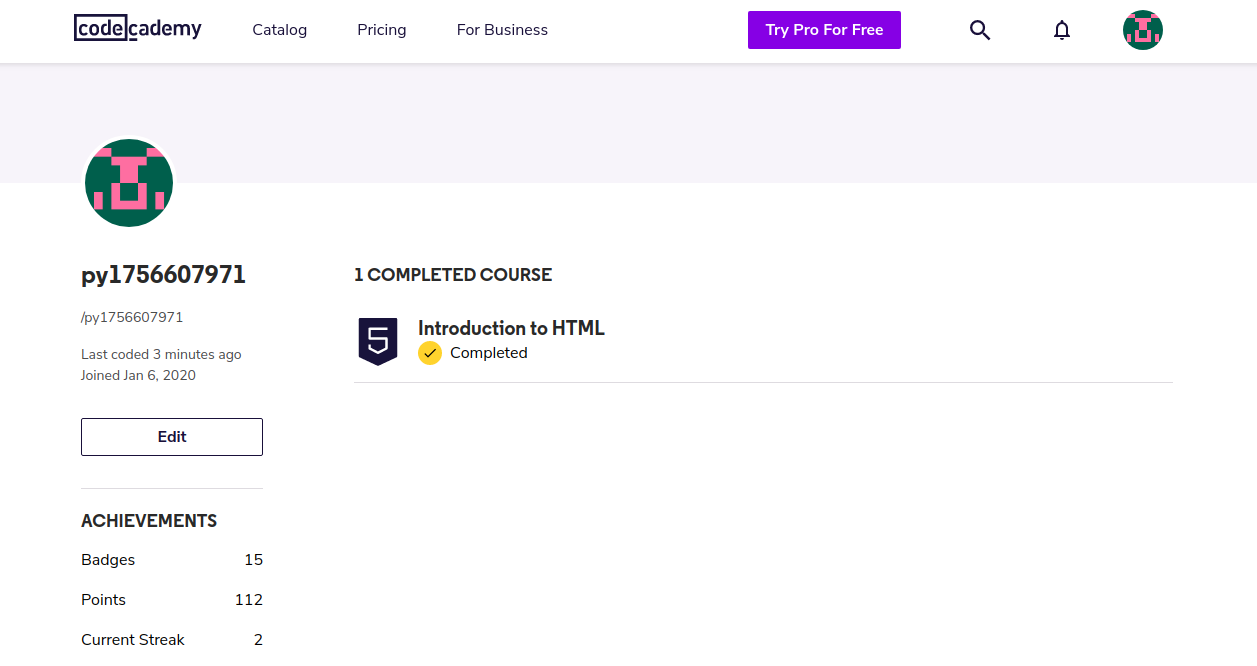 codecademy
Catalog
Pricing
For Business
Try Pro For Free
py1756607971
/py1756607971
Last coded 3 minutes ago
Joined Jan 6, 2020
Edit
ACHIEVEMENTS
Badges 15
Points 112
Current Streak 2
1 COMPLETED COURSE
5
Introduction to HTML
Completed